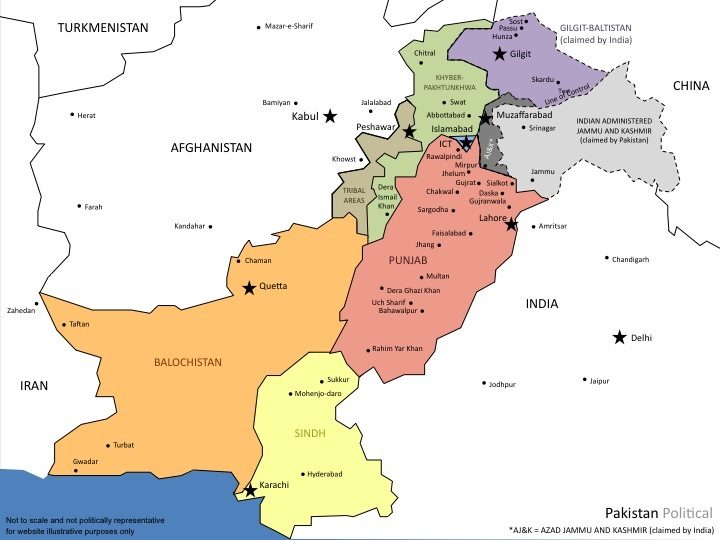 TURKMENISTAN
Mazar-e-Sharif
Sost
Passu
Hunza
GILGIT-BALTISTAN
(claimed by India)
Gilgit
Chitral
KHYBER-
PAKHTUNKHWA
Skardu
Line of Control
CHINA
Herat
Bamiyan
Kabul
Jalalabad
Peshawar
Swat
Abbottabad
Islamabad
Muzaffarabad
Srinagar
INDIAN ADMINISTERED
JAMMU AND KASHMIR
(claimed by Pakistan)
AFGHANISTAN
Khowst
ICT
Rawalpindi
AJ&K*
Mirpur
Jhelum
Jammu
TRIBAL
AREAS
Dera
Ismail
Khan
Gujrat
Sialkot
Chakwal
Daska
Gujranwala
Farah
Kandahar
Sargodha
Lahore
Amritsar
Faisalabad
Jhang
Chaman
PUNJAB
Chandigarh
Quetta
Multan
Dera Ghazi Khan
Zahedan
Uch Sharif
Bahawalpur
INDIA
Taftan
Delhi
BALOCHISTAN
Rahim Yar Khan
IRAN
Sukkur
Mohenjo-daro
Jodhpur
Jaipur
SINDH
Turbat
Gwadar
Hyderabad
Karachi
Not to scale and not politically representative
for website illustrative purposes only
Pakistan Political
*AJ&K = AZAD JAMMU AND KASHMIR (claimed by India)